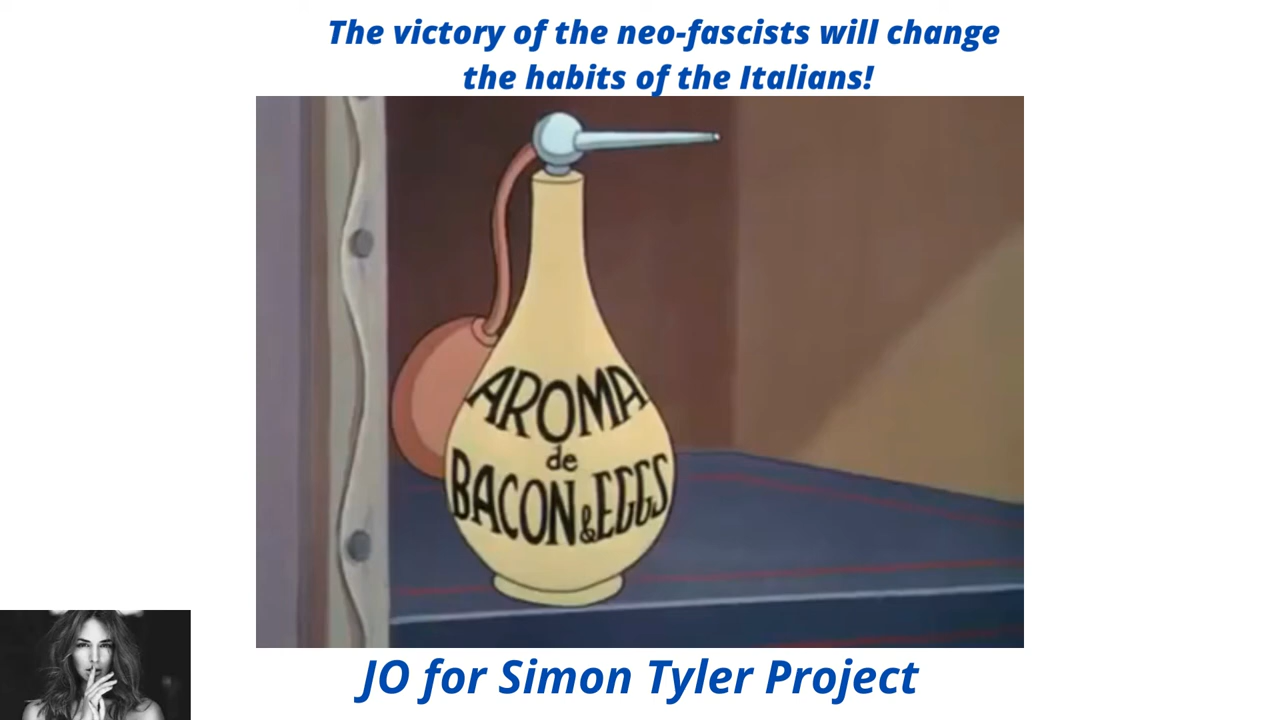 The victory of the neo-fascists will change
the habits of the Italians!
AROMA
de
BACON & EGGS
JO for Simon Tyler Project